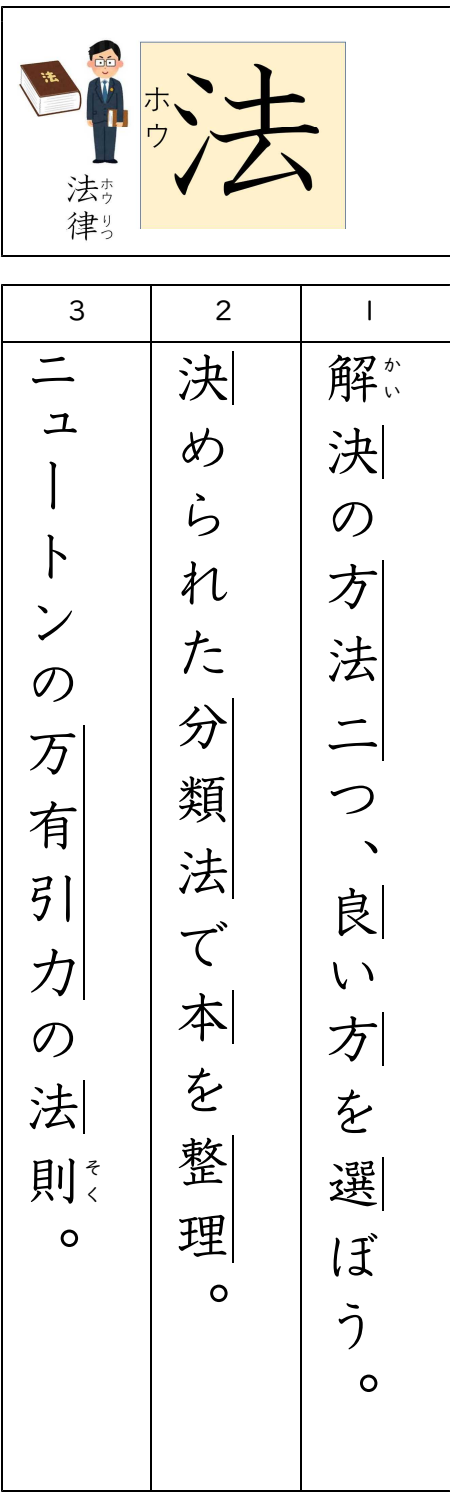 法
ホウ
法
法律
ホウ
りつ
1
解決の方法二つ、良い方を選ぼう。
かい
2
決められた分類法で本を整理。
3
ニュートンの万有引力の法則。
そく